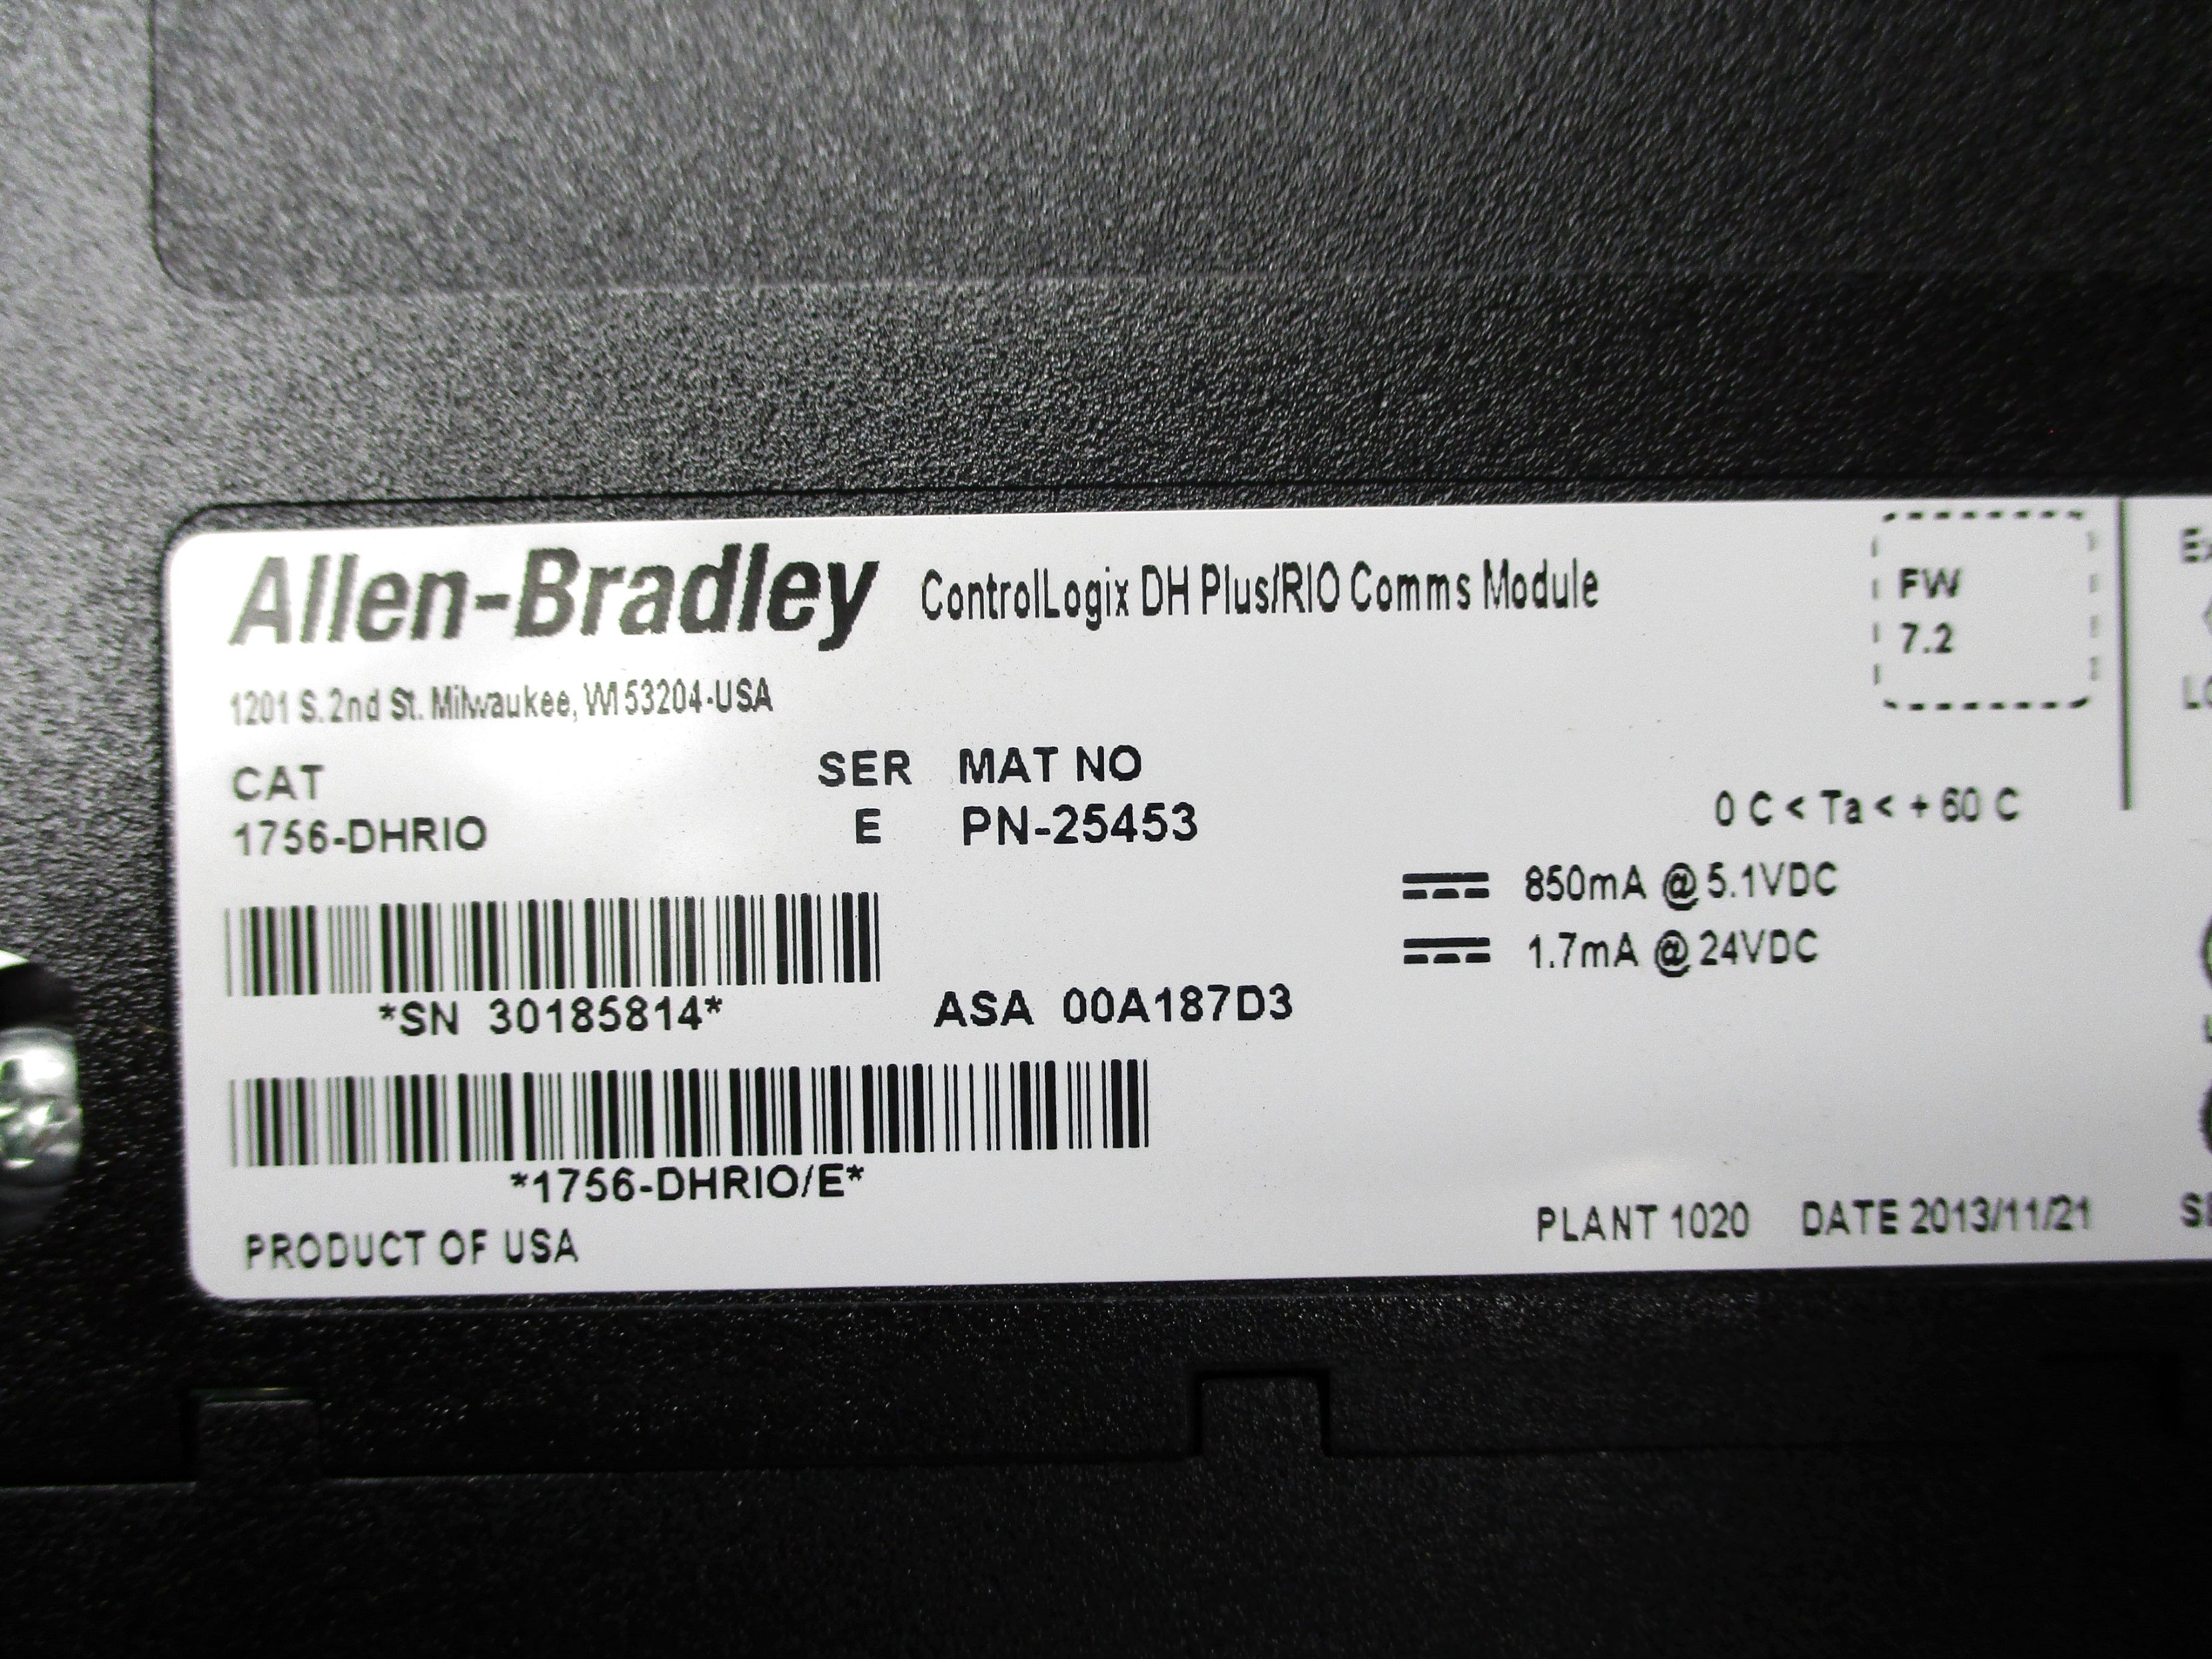 Allen-Bradley ControlLogix DH Plus/RIO Comms Module
FW
7.2
1201 S. 2nd St. Milwaukee, WI 53204-USA
CAT SER MAT NO
1756-DHRIO E PN-25453
0 C < Ta < + 60 C
850mA @ 5.1VDC
1.7mA @ 24VDC
*SN 30185814* ASA 00A187D3
*1756-DHRIO/E*
PRODUCT OF USA PLANT 1020 DATE 2013/11/21